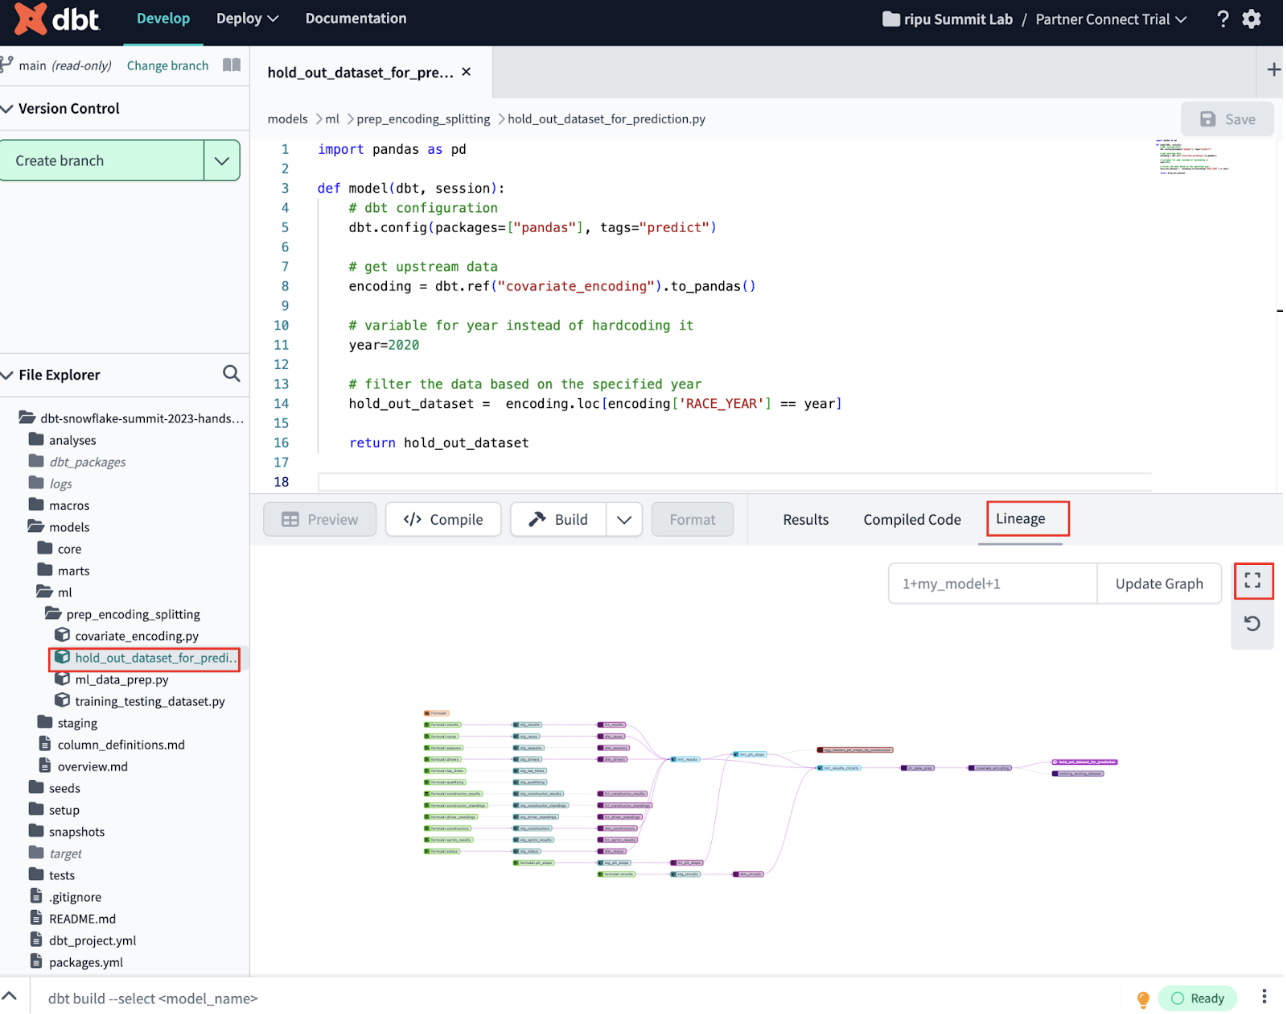 dbt
Develop
Deploy
Documentation
ripu Summit Lab / Partner Connect Trial
?
main (read-only)
Change branch
Version Control
Create branch
File Explorer
dbt-snowflake-summit-2023-hands...
analyses
dbt_packages
logs
macros
models
core
marts
ml
prep_encoding_splitting
covariate_encoding.py
hold_out_dataset_for_predi...
ml_data_prep.py
training_testing_dataset.py
staging
column_definitions.md
overview.md
seeds
setup
snapshots
target
tests
.gitignore
README.md
dbt_project.yml
packages.yml
hold_out_dataset_for_pre... ×
+
models > ml > prep_encoding_splitting > hold_out_dataset_for_prediction.py
Save
1 import pandas as pd
2
3 def model(dbt, session):
4     # dbt configuration
5     dbt.config(packages=["pandas"], tags="predict")
6
7     # get upstream data
8     encoding = dbt.ref("covariate_encoding").to_pandas()
9
10     # variable for year instead of hardcoding it
11     year=2020
12
13     # filter the data based on the specified year
14     hold_out_dataset =  encoding.loc[encoding['RACE_YEAR'] == year]
15
16     return hold_out_dataset
17
18
Preview
</> Compile
Build
Format
Results
Compiled Code
Lineage
1+my_model+1
Update Graph
dbt build --select <model_name>
Ready